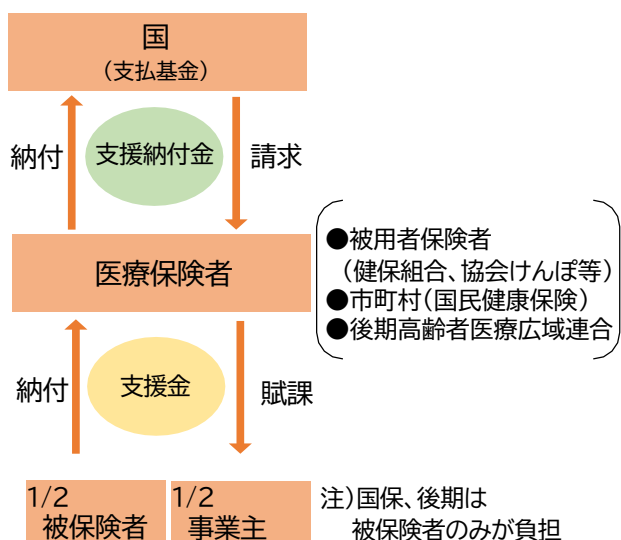 国
（支払基金）
納付
支援納付金
請求
医療保険者
●被用者保険者
（健保組合、協会けんぽ等）
●市町村（国民健康保険）
●後期高齢者医療広域連合
納付
支援金
賦課
1/2
被保険者
1/2
事業主
注）国保、後期は
被保険者のみが負担